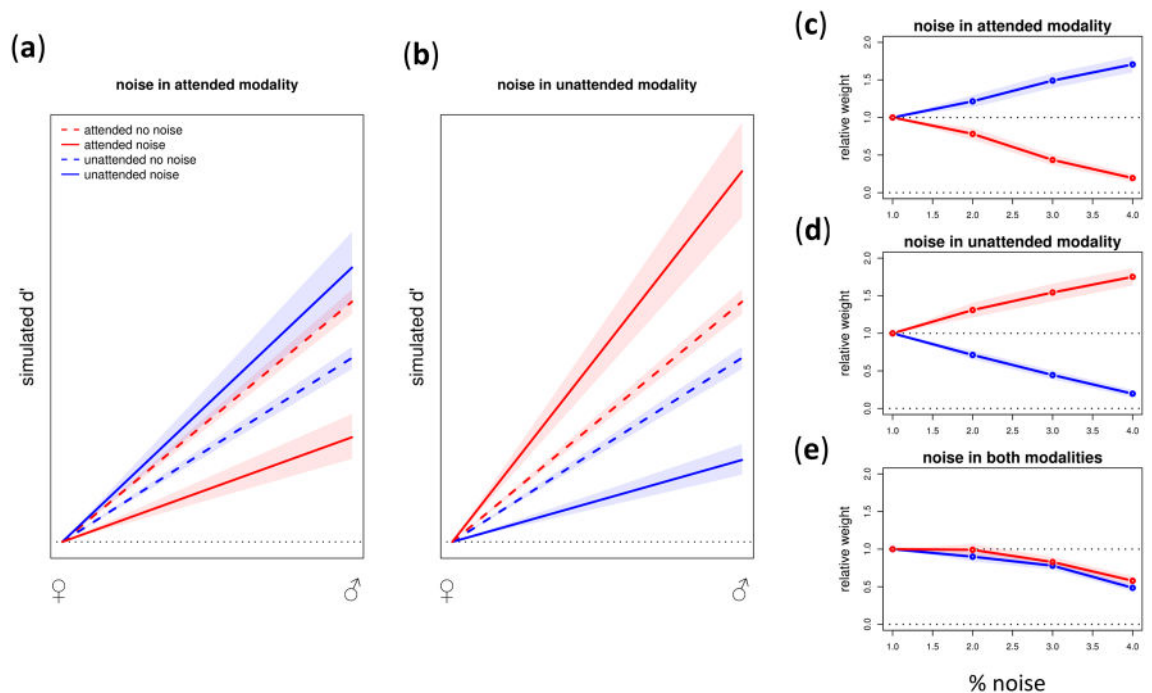 (a)
noise in attended modality
attended no noise
attended noise
unattended no noise
unattended noise
simulated d'
♀ ♂
(b)
noise in unattended modality
simulated d'
♀ ♂
(c)
noise in attended modality
relative weight
2.0
1.5
1.0
0.5
0.0
1.0 1.5 2.0 2.5 3.0 3.5 4.0
(d)
noise in unattended modality
relative weight
2.0
1.5
1.0
0.5
0.0
1.0 1.5 2.0 2.5 3.0 3.5 4.0
(e)
noise in both modalities
relative weight
2.0
1.5
1.0
0.5
0.0
1.0 1.5 2.0 2.5 3.0 3.5 4.0
% noise